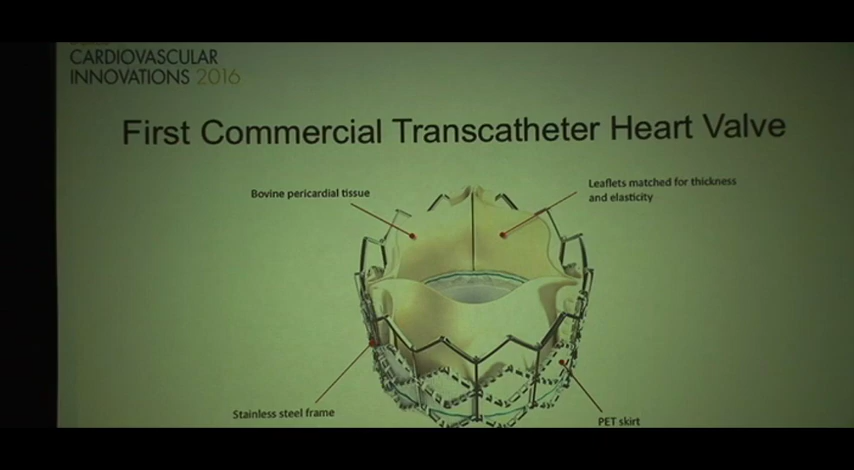 CARDIOVASCULAR
INNOVATIONS 2016
First Commercial Transcatheter Heart Valve
Bovine pericardial tissue
Leaflets matched for thickness
and elasticity
Stainless steel frame
PET skirt